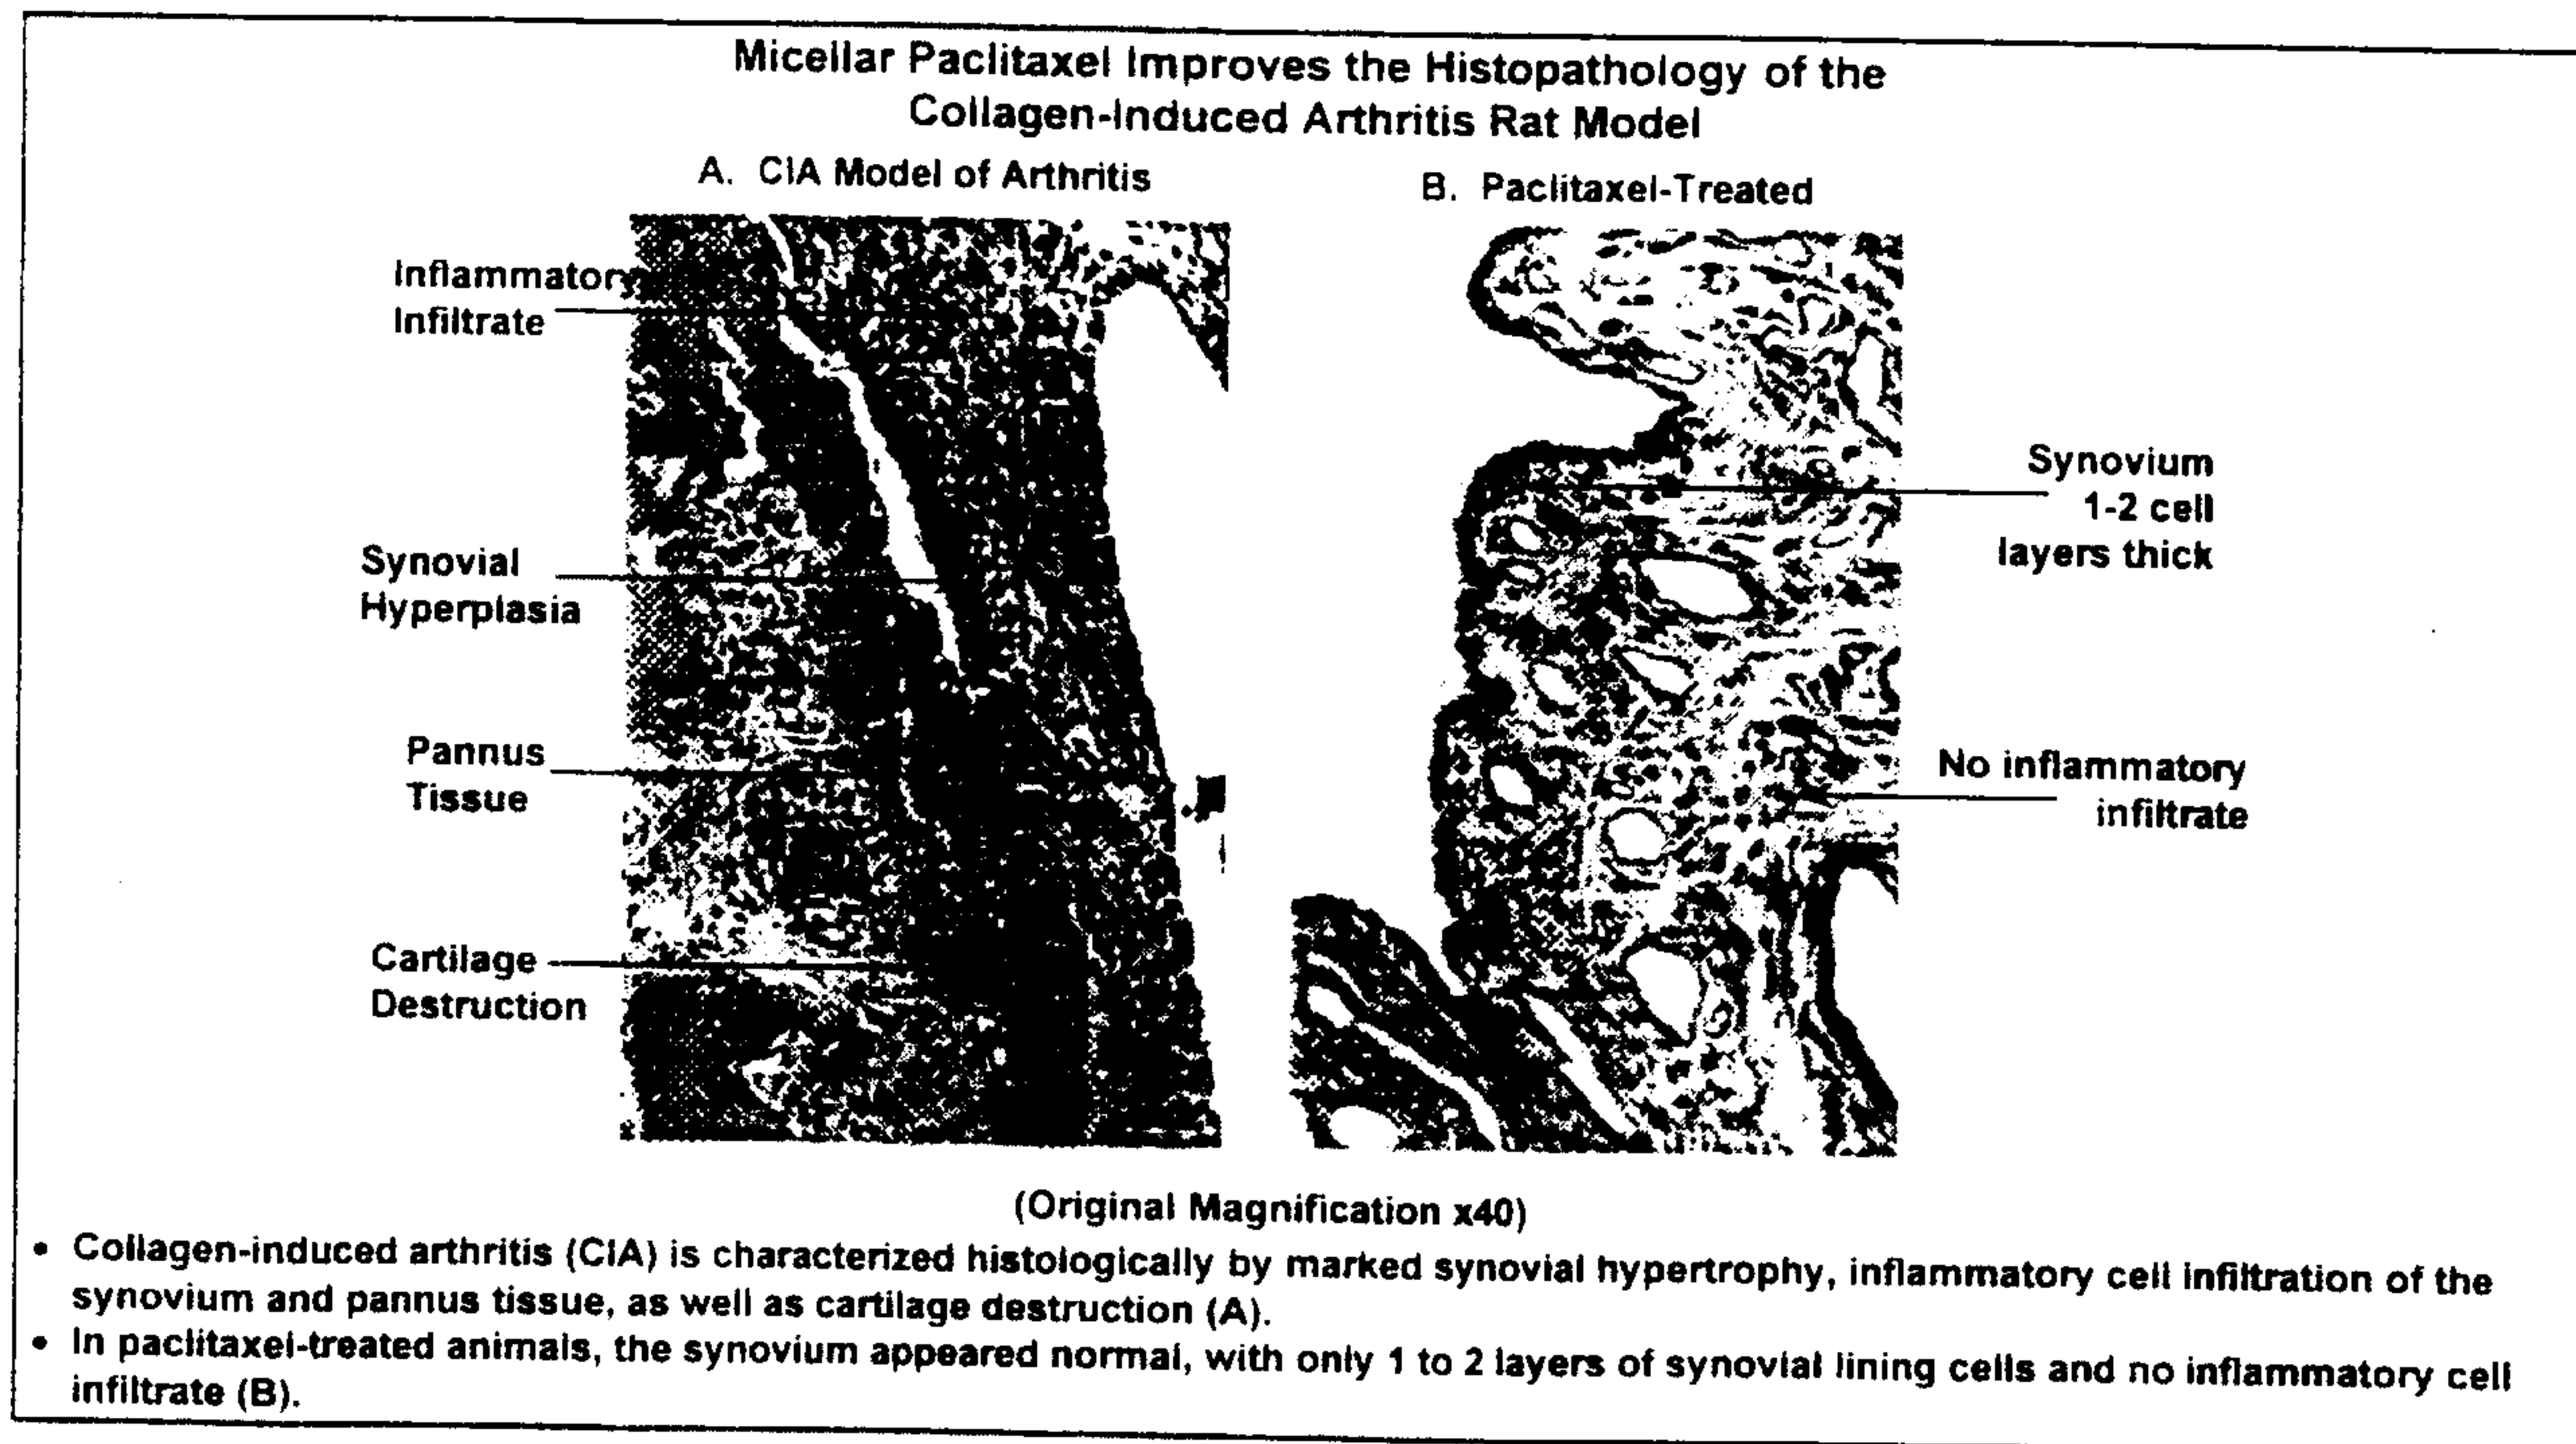 Micellar Paclitaxel Improves the Histopathology of the
Collagen-Induced Arthritis Rat Model
A. CIA Model of Arthritis
B. Paclitaxel-Treated
Inflammatory
Infiltrate
Synovial
Hyperplasia
Pannus
Tissue
Cartilage
Destruction
Synovium
1-2 cell
layers thick
No inflammatory
infiltrate
(Original Magnification x40)
• Collagen-induced arthritis (CIA) is characterized histologically by marked synovial hypertrophy, inflammatory cell infiltration of the
synovium and pannus tissue, as well as cartilage destruction (A).
• In paclitaxel-treated animals, the synovium appeared normal, with only 1 to 2 layers of synovial lining cells and no inflammatory cell
infiltrate (B).